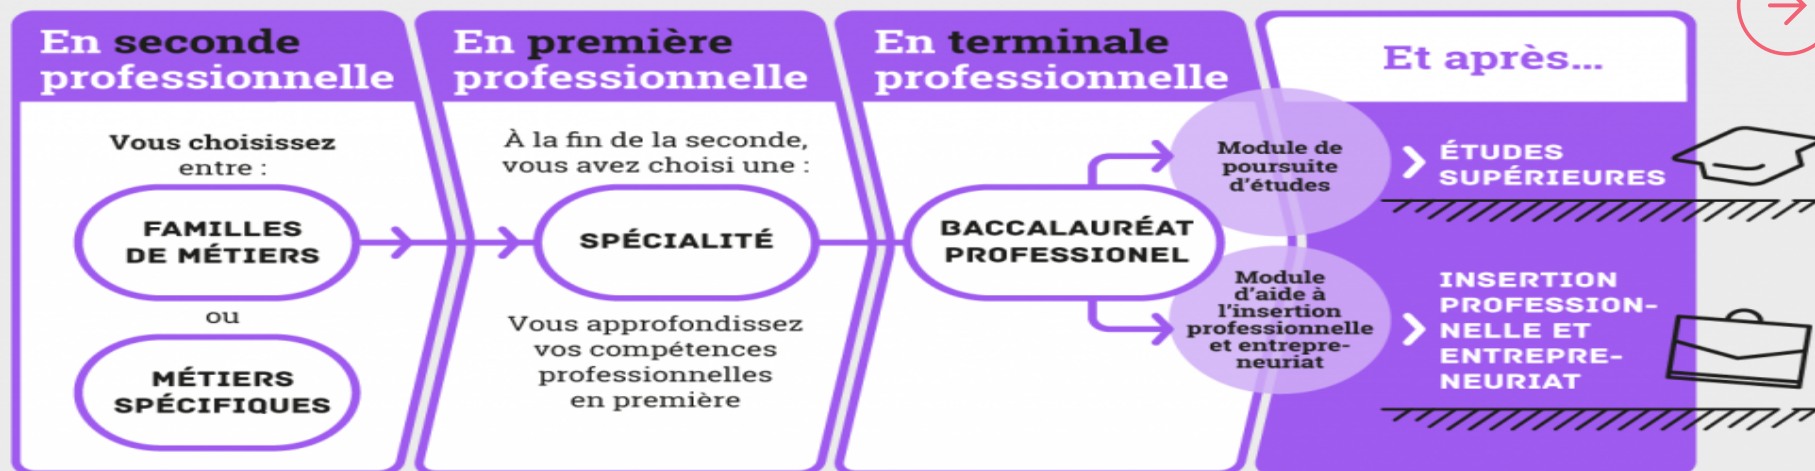 En seconde
professionnelle
Vous choisissez
entre :
FAMILLES
DE MÉTIERS
ou
MÉTIERS
SPÉCIFIQUES
En première
professionnelle
À la fin de la seconde,
vous avez choisi une :
SPÉCIALITÉ
Vous approfondissez
vos compétences
professionnelles
en première
En terminale
professionnelle
BACCALAURÉAT
PROFESSIONEL
Module de
poursuite
d'études
Module
d'aide à
l'insertion
professionnelle
et entrepre-
neuriat
Et après...
ÉTUDES
SUPÉRIEURES
INSERTION
PROFESSION-
NELLE ET
ENTREPRE-
NEURIAT